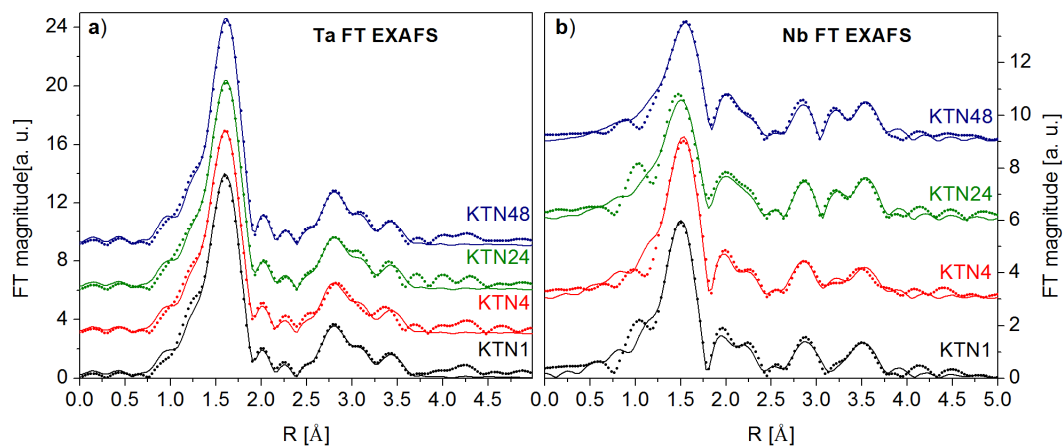 a)
Ta FT EXAFS
FT magnitude[a. u.]
24
20
16
12
8
4
0
KTN48
KTN24
KTN4
KTN1
0.0 0.5 1.0 1.5 2.0 2.5 3.0 3.5 4.0 4.5
R [Å]
b)
Nb FT EXAFS
KTN48
KTN24
KTN4
KTN1
12
10
8
6
4
2
0
FT magnitude [a. u.]
0.0 0.5 1.0 1.5 2.0 2.5 3.0 3.5 4.0 4.5 5.0
R [Å]